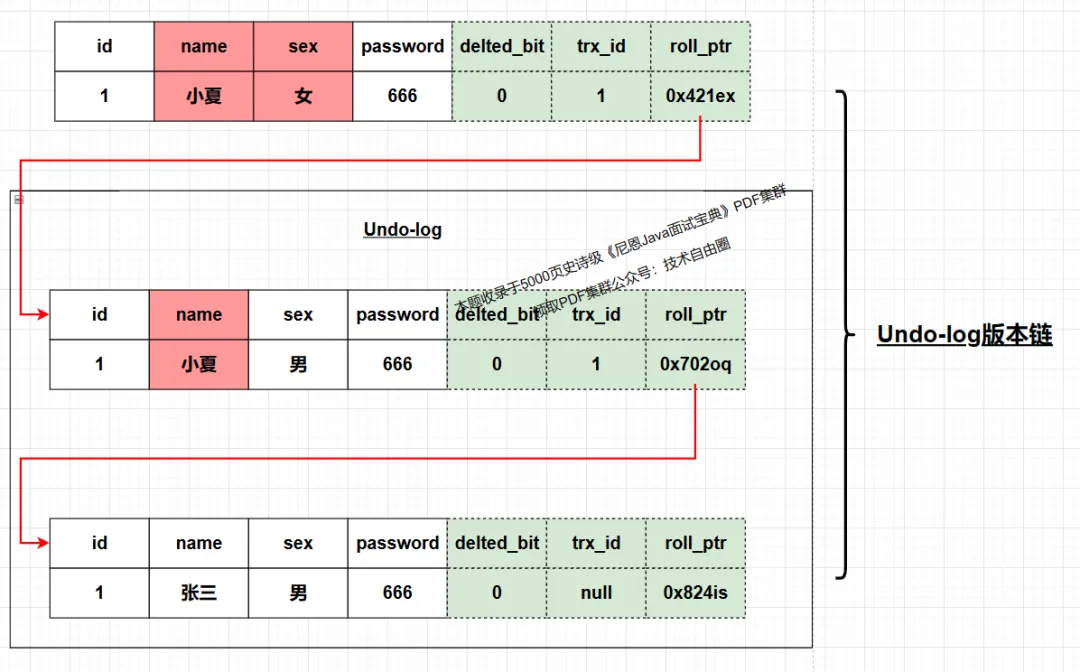 id name sex password delted_bit trx_id roll_ptr
1 小夏 女 666 0 1 0x421ex
Undo-log
本题收录于5000页史诗级《尼恩Java面试宝典》PDF集群
领取PDF集群公众号：技术自由圈
id name sex password delted_bit trx_id roll_ptr
1 小夏 男 666 0 1 0x702oq
Undo-log版本链
id name sex password delted_bit trx_id roll_ptr
1 张三 男 666 0 null 0x824is